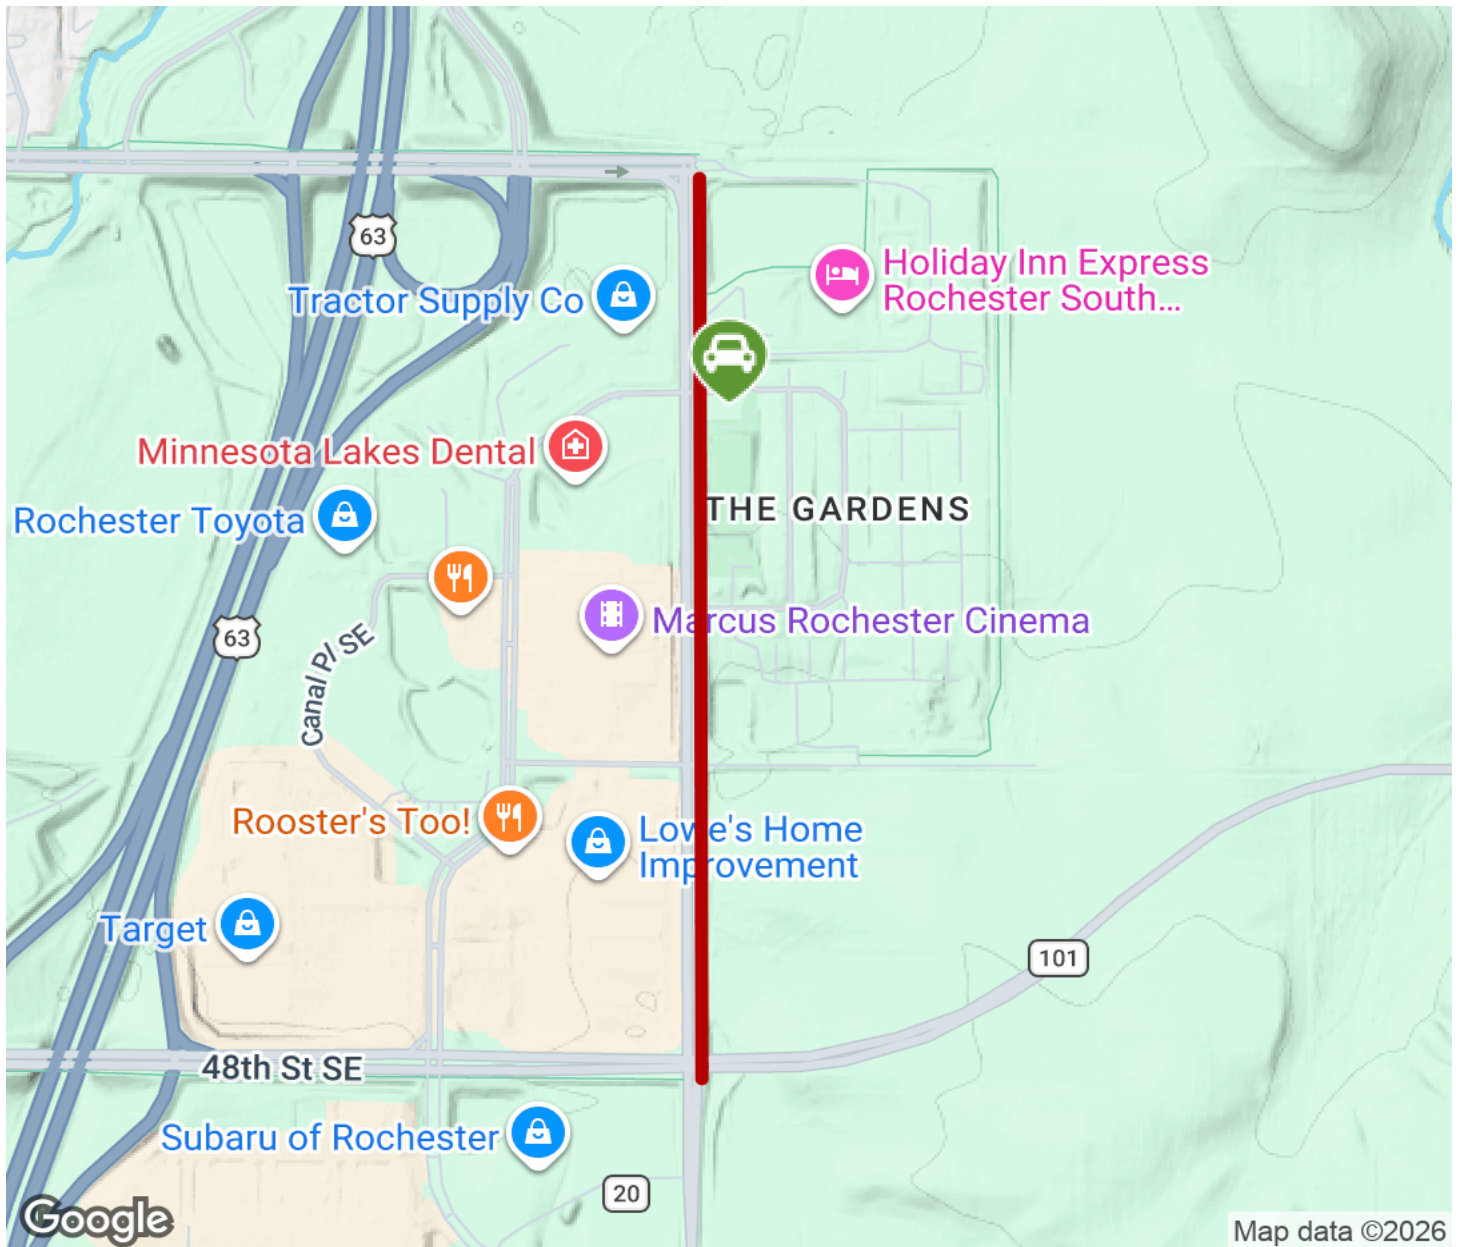 63
Tractor Supply Co
Holiday Inn Express
Rochester South...
Minnesota Lakes Dental
Rochester Toyota
THE GARDENS
63
Canal Pl SE
Marcus Rochester Cinema
Rooster's Too!
Lowe's Home
Improvement
Target
101
48th St SE
Subaru of Rochester
20
Google
Map data ©2026